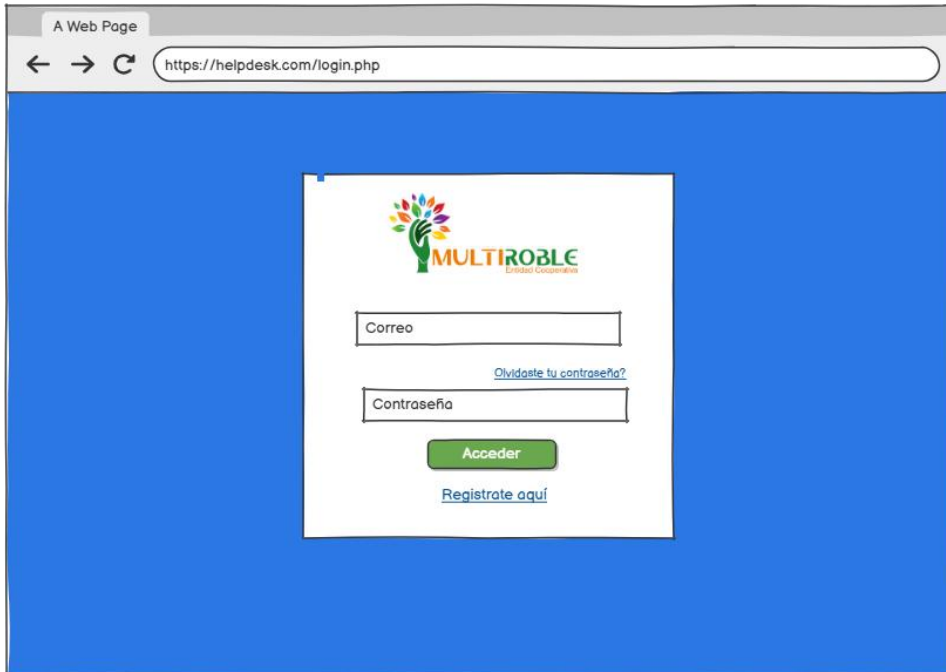 A Web Page
https://helpdesk.com/login.php
MULTIROBLE
Entidad Cooperativa
Correo
Olvidaste tu contraseña?
Contraseña
Acceder
Registrate aquí